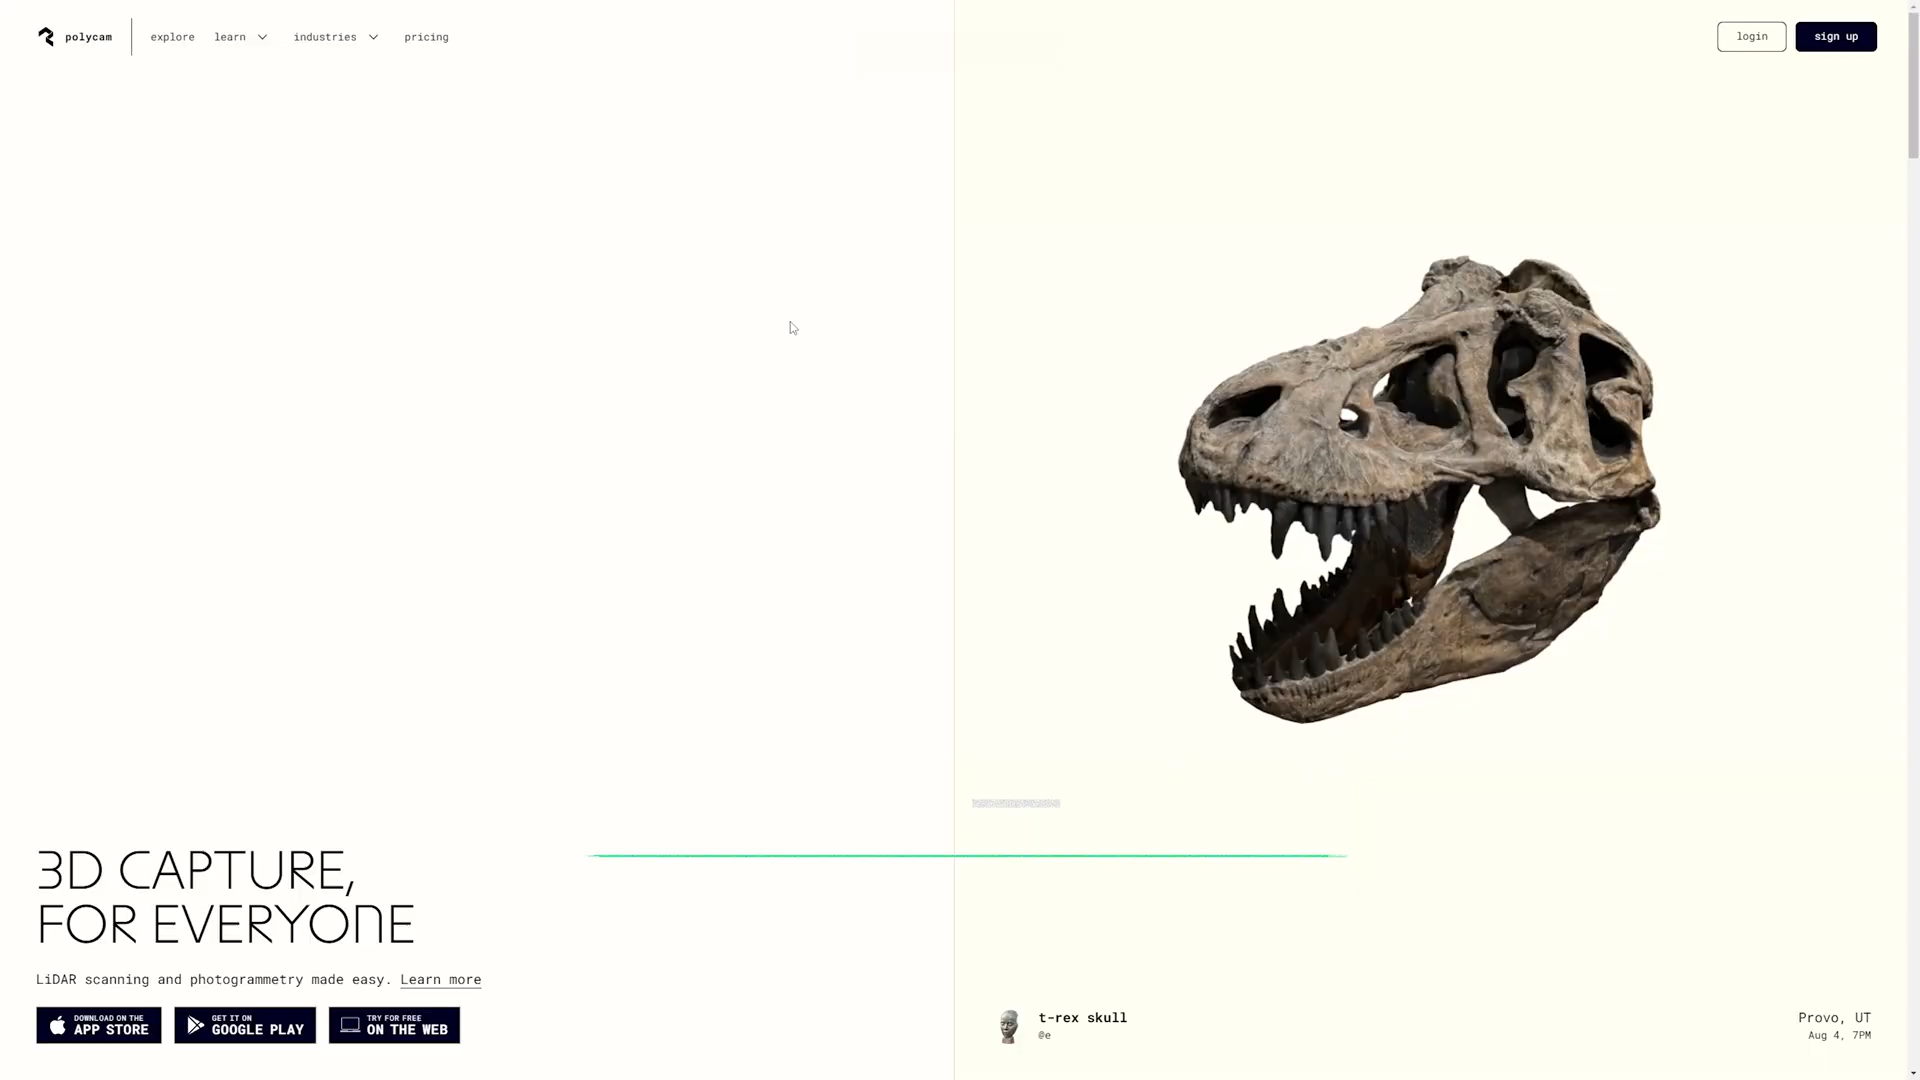 polycam
explore
learn
industries
pricing
login
sign up
3D CAPTURE,
FOR EVERYONE
LiDAR scanning and photogrammetry made easy. Learn more
DOWNLOAD ON THE
APP STORE
GET IT ON
GOOGLE PLAY
TRY FOR FREE
ON THE WEB
t-rex skull
@e
Provo, UT
Aug 4, 7PM